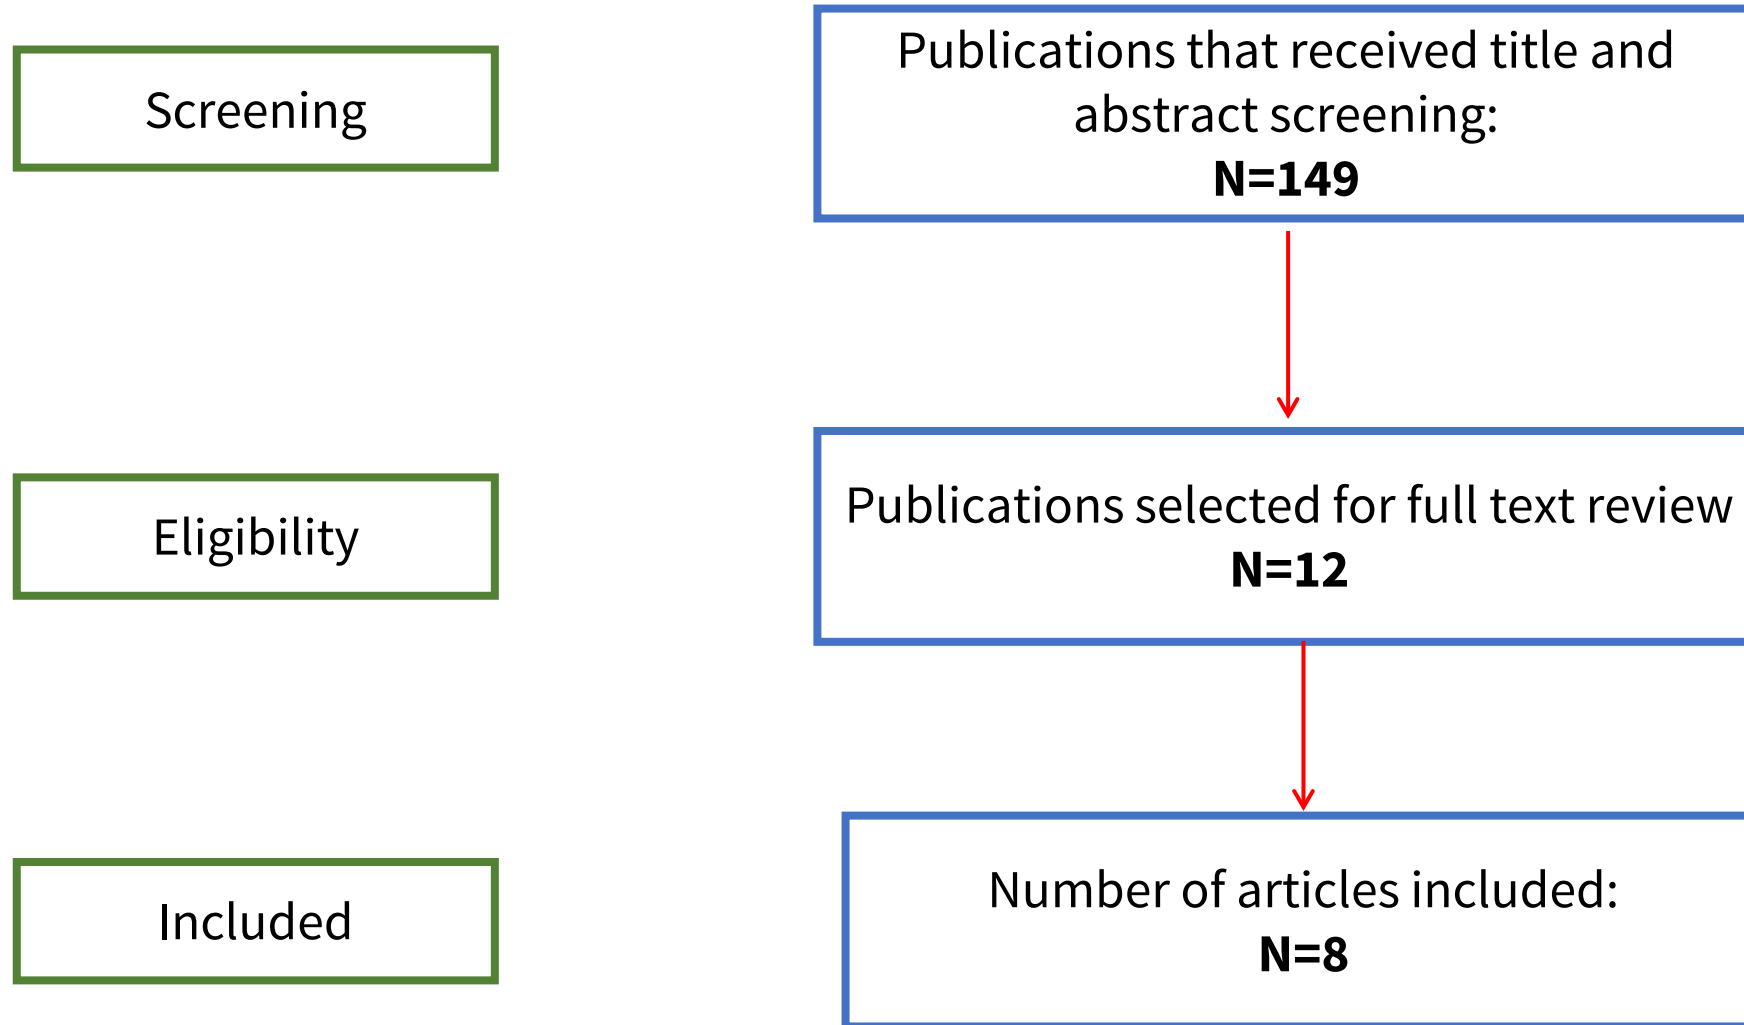 Screening
Publications that received title and
abstract screening:
N=149
Eligibility
Publications selected for full text review
N=12
Included
Number of articles included:
N=8